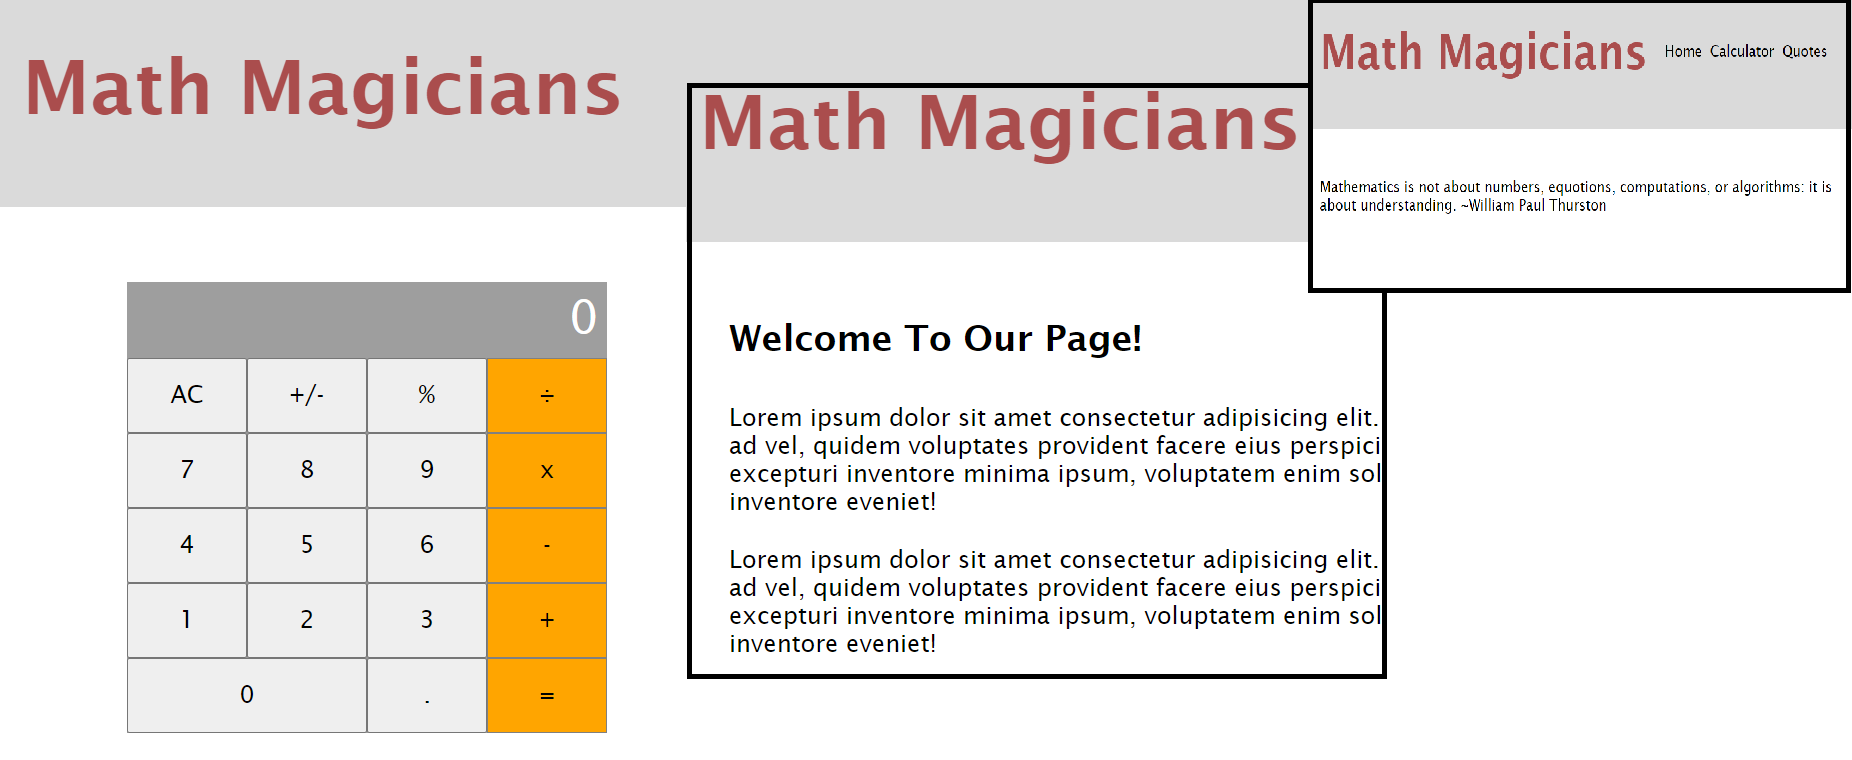 Math Magicians
0
AC +/- % ÷
7 8 9 x
4 5 6 -
1 2 3 +
0 . =
Math Magicians
Welcome To Our Page!
Lorem ipsum dolor sit amet consectetur adipisicing elit.
ad vel, quidem voluptates provident facere eius perspici
excepturi inventore minima ipsum, voluptatem enim sol
inventore eveniet!
Lorem ipsum dolor sit amet consectetur adipisicing elit.
ad vel, quidem voluptates provident facere eius perspici
excepturi inventore minima ipsum, voluptatem enim sol
inventore eveniet!
Math Magicians Home Calculator Quotes
Mathematics is not about numbers, equotions, computations, or algorithms: it is
about understanding. ~William Paul Thurston